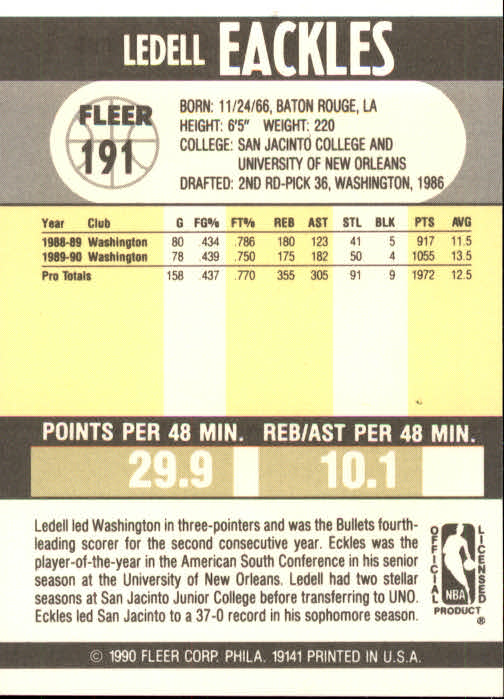 LEDELL EACKLES
FLEER
191
BORN: 11/24/66, BATON ROUGE, LA
HEIGHT: 6'5" WEIGHT: 220
COLLEGE: SAN JACINTO COLLEGE AND
UNIVERSITY OF NEW ORLEANS
DRAFTED: 2ND RD-PICK 36, WASHINGTON, 1986
Year Club G FG% FT% REB AST STL BLK PTS AVG
1988-89 Washington 80 .434 .786 180 123 41 5 917 11.5
1989-90 Washington 78 .439 .750 175 182 50 4 1055 13.5
Pro Totals 158 .437 .770 355 305 91 9 1972 12.5
POINTS PER 48 MIN. REB/AST PER 48 MIN.
29.9 10.1
Ledell led Washington in three-pointers and was the Bullets fourth-
leading scorer for the second consecutive year. Eckles was the
player-of-the-year in the American South Conference in his senior
season at the University of New Orleans. Ledell had two stellar
seasons at San Jacinto Junior College before transferring to UNO.
Eckles led San Jacinto to a 37-0 record in his sophomore season.
OFFICIAL
LICENSED
NBA
PRODUCT ®
© 1990 FLEER CORP. PHILA. 19141 PRINTED IN U.S.A.